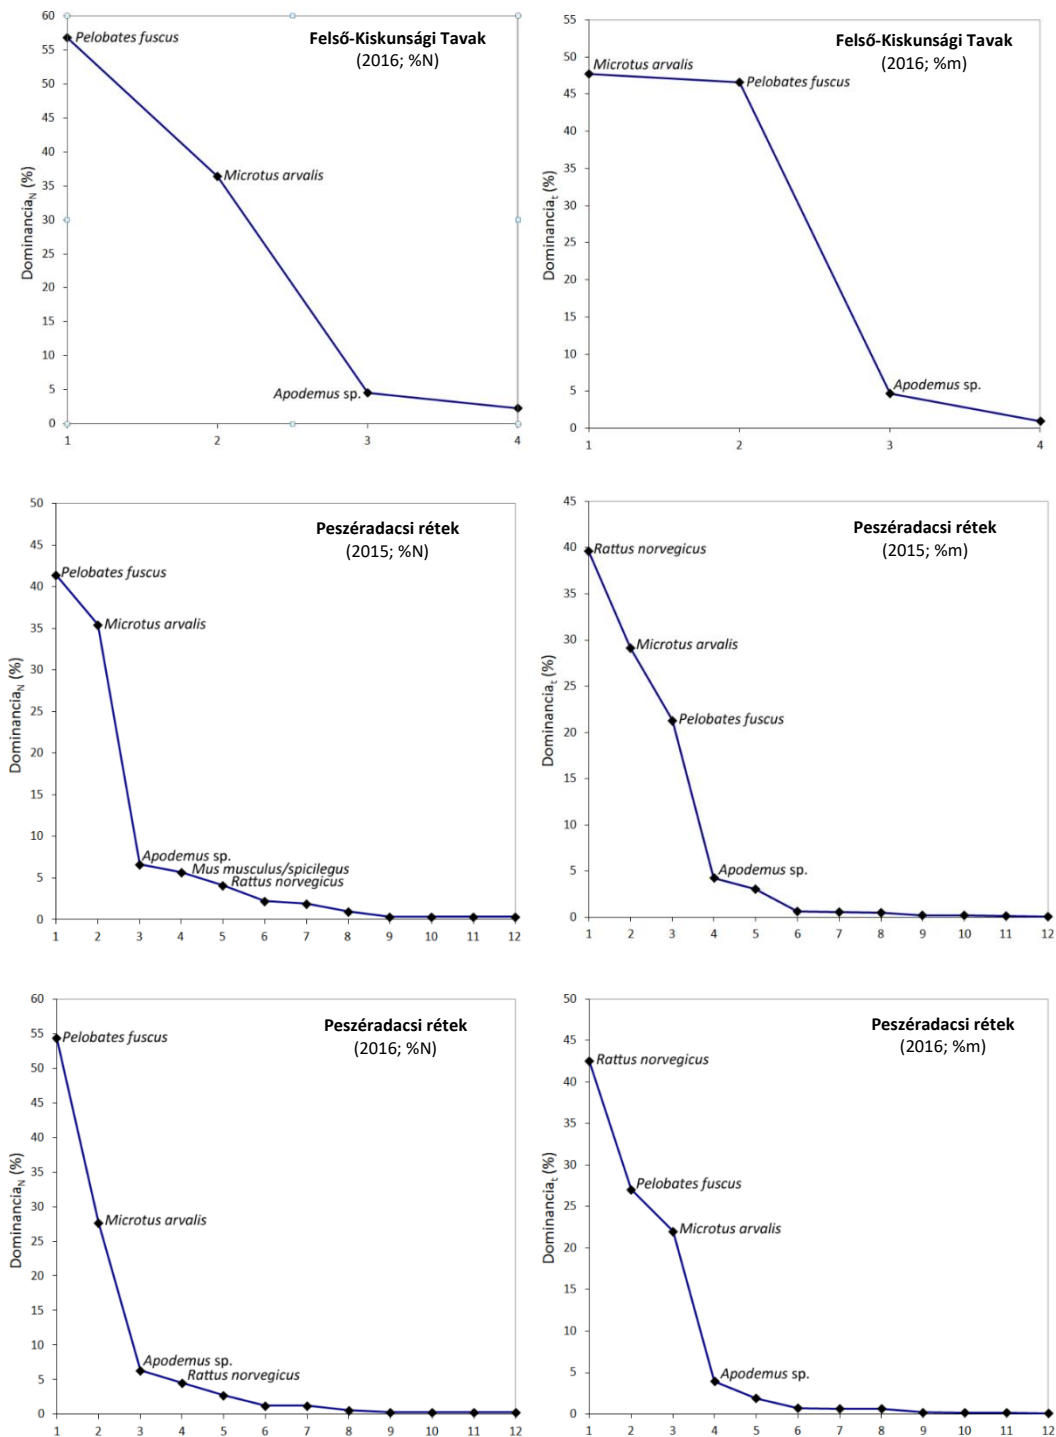 Felső-Kiskunsági Tavak
(2016; %N)
Dominancia_N (%)
60
55
50
45
40
35
30
25
20
15
10
5
0
Pelobates fuscus
Microtus arvalis
Apodemus sp.
1 2 3 4
Felső-Kiskunsági Tavak
(2016; %m)
Dominancia_t (%)
55
50
45
40
35
30
25
20
15
10
5
0
Microtus arvalis
Pelobates fuscus
Apodemus sp.
1 2 3 4
Peszéradacsi rétek
(2015; %N)
Dominancia_N (%)
50
45
40
35
30
25
20
15
10
5
0
Pelobates fuscus
Microtus arvalis
Apodemus sp.
Mus musculus/spicilegus
Rattus norvegicus
1 2 3 4 5 6 7 8 9 10 11 12
Peszéradacsi rétek
(2015; %m)
Dominancia_t (%)
45
40
35
30
25
20
15
10
5
0
Rattus norvegicus
Microtus arvalis
Pelobates fuscus
Apodemus sp.
1 2 3 4 5 6 7 8 9 10 11 12
Peszéradacsi rétek
(2016; %N)
Dominancia_N (%)
60
55
50
45
40
35
30
25
20
15
10
5
0
Pelobates fuscus
Microtus arvalis
Apodemus sp.
Rattus norvegicus
1 2 3 4 5 6 7 8 9 10 11 12
Peszéradacsi rétek
(2016; %m)
Dominancia_t (%)
50
45
40
35
30
25
20
15
10
5
0
Rattus norvegicus
Pelobates fuscus
Microtus arvalis
Apodemus sp.
1 2 3 4 5 6 7 8 9 10 11 12